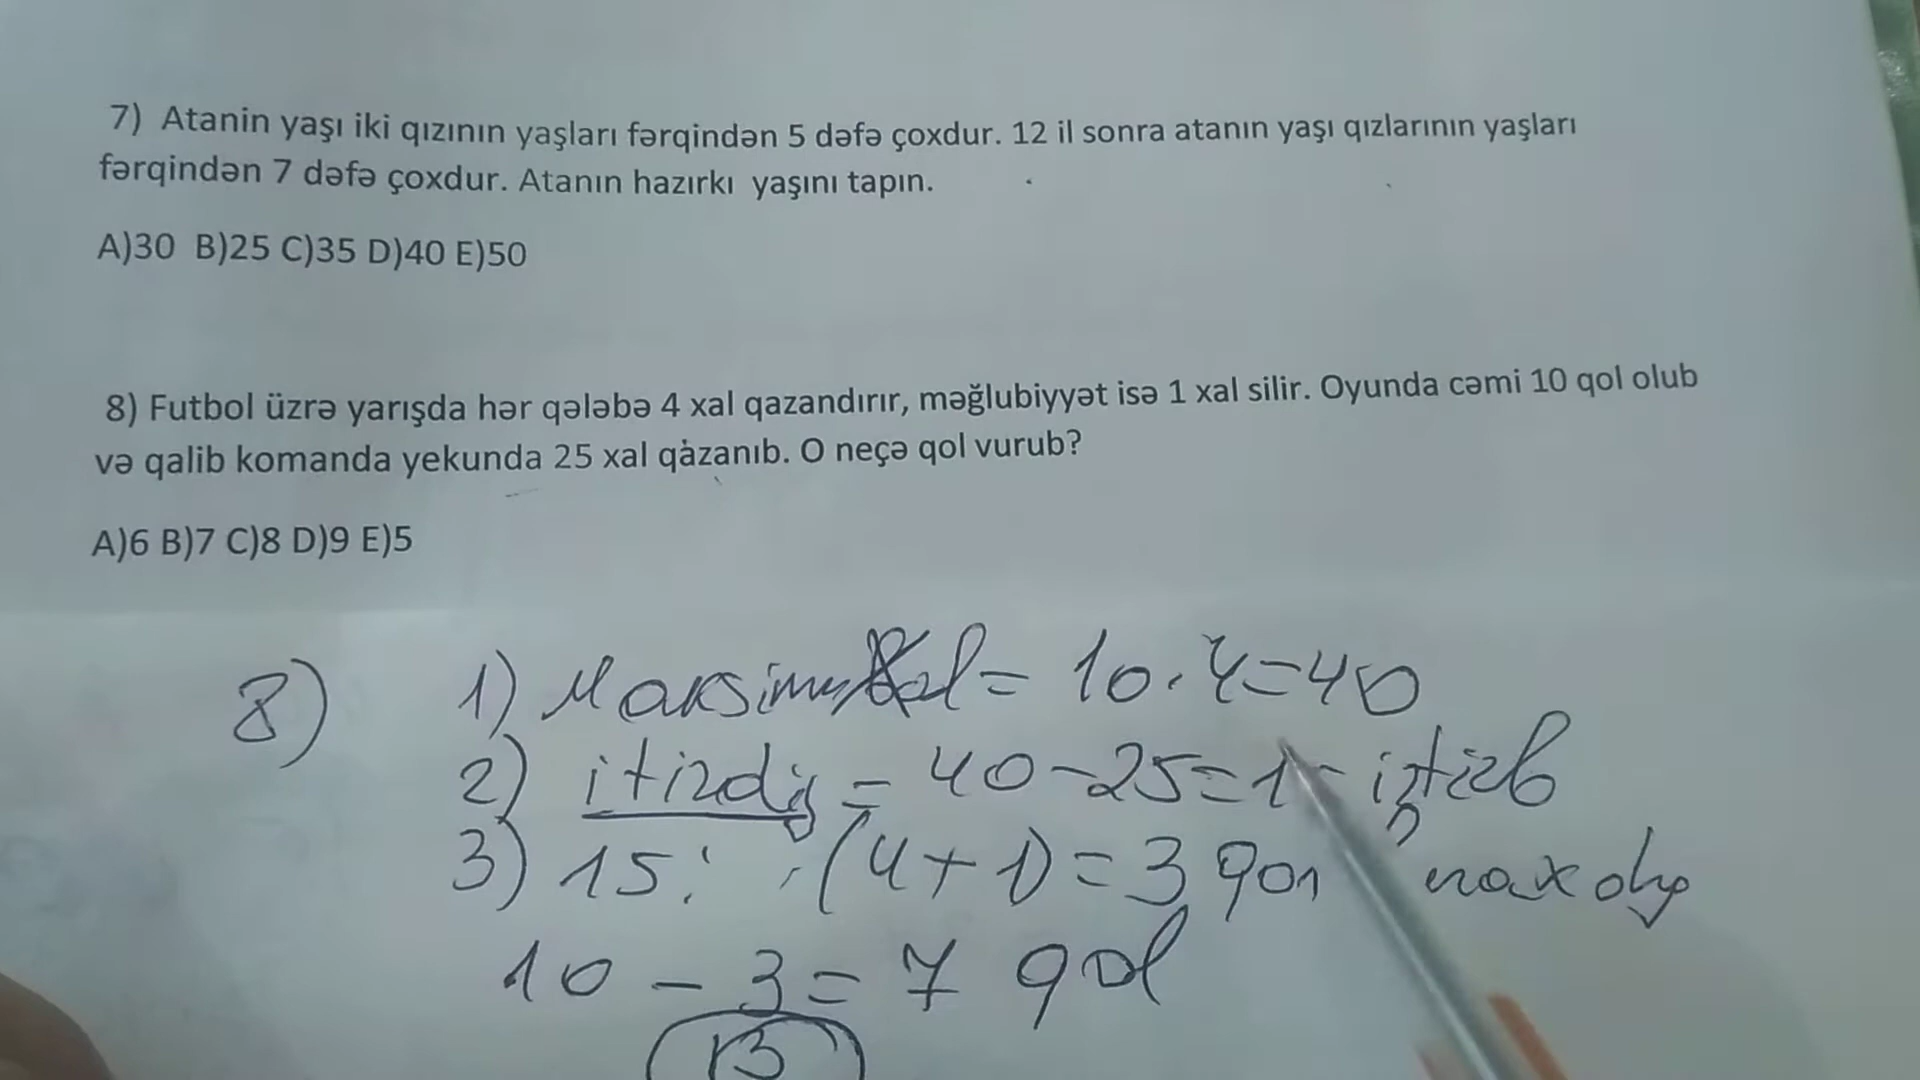 7) Atanin yaşı iki qızının yaşları fərqindən 5 dəfə çoxdur. 12 il sonra atanın yaşı qızlarının yaşları
fərqindən 7 dəfə çoxdur. Atanın hazırkı yaşını tapın.
A)30 B)25 C)35 D)40 E)50
8) Futbol üzrə yarışda hər qələbə 4 xal qazandırır, məğlubiyyət isə 1 xal silir. Oyunda cəmi 10 qol olub
və qalib komanda yekunda 25 xal qazanıb. O neçə qol vurub?
A)6 B)7 C)8 D)9 E)5
8) 1) Maksimum = 10.4=40
2) = 40-25=1
3) 15: (4+1)=3 qol
10 - 3 = 7 qol
B